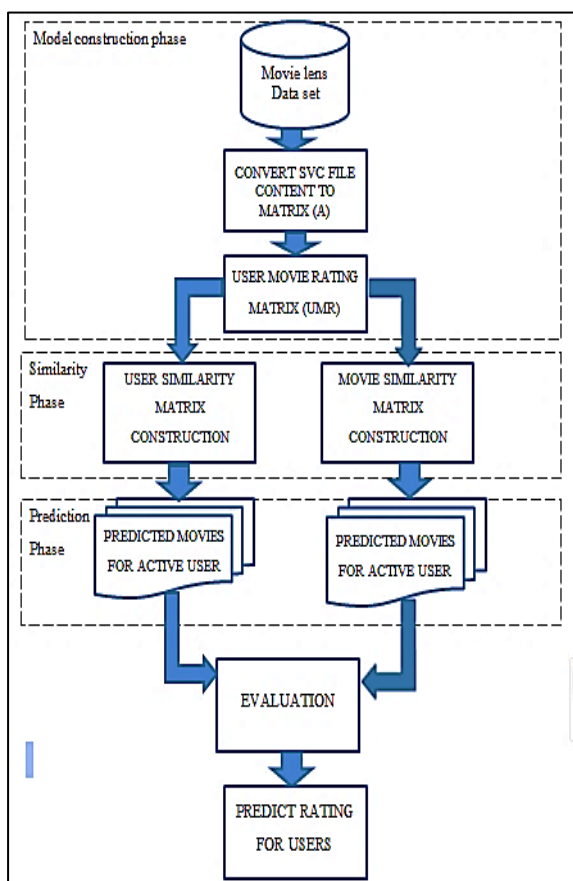 Model construction phase
Movie lens
Data set
CONVERT SVC FILE
CONTENT TO
MATRIX (A)
USER MOVIE RATING
MATRIX (UMR)
Similarity
Phase
USER SIMILARITY
MATRIX
CONSTRUCTION
MOVIE SIMILARITY
MATRIX
CONSTRUCTION
Prediction
Phase
PREDICTED MOVIES
FOR ACTIVE USER
PREDICTED MOVIES
FOR ACTIVE USER
EVALUATION
PREDICT RATING
FOR USERS